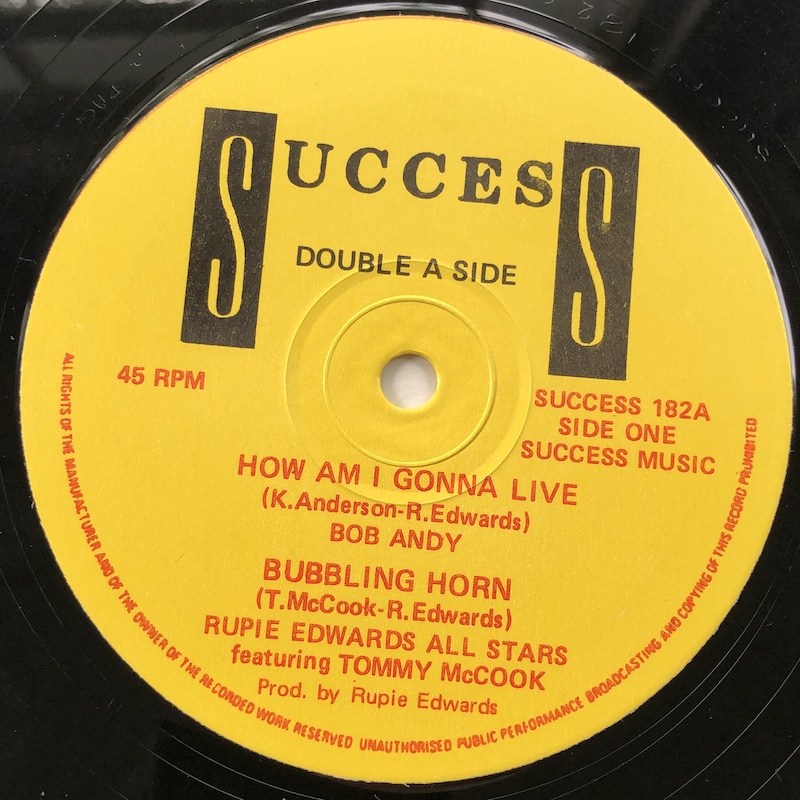 SUCCESS
DOUBLE A SIDE
45 RPM
SUCCESS 182A
SIDE ONE
SUCCESS MUSIC
HOW AM I GONNA LIVE
(K.Anderson-R.Edwards)
BOB ANDY
BUBBLING HORN
(T.McCook-R.Edwards)
RUPIE EDWARDS ALL STARS
featuring TOMMY McCOOK
Prod. by Rupie Edwards
ALL RIGHTS OF THE MANUFACTURER AND OF THE OWNER OF THE RECORDED WORK RESERVED UNAUTHORISED PUBLIC PERFORMANCE BROADCASTING AND COPYING OF THIS RECORD PROHIBITED